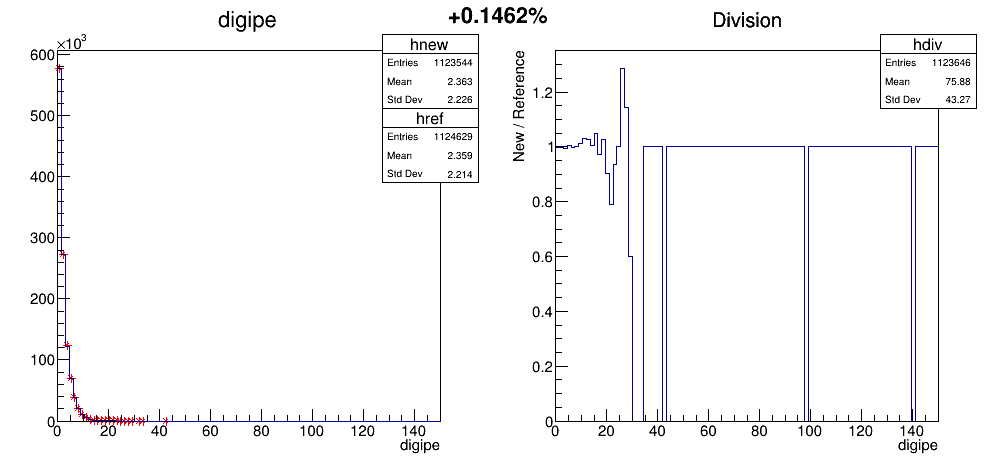 digipe
+0.1462%
Division
×10³
hnew
Entries 1123544
Mean 2.363
Std Dev 2.226
href
Entries 1124629
Mean 2.359
Std Dev 2.214
600
500
400
300
200
100
0
0 20 40 60 80 100 120 140
digipe
hdiv
Entries 1123646
Mean 75.88
Std Dev 43.27
New / Reference
1.2
1
0.8
0.6
0.4
0.2
0
0 20 40 60 80 100 120 140
digipe